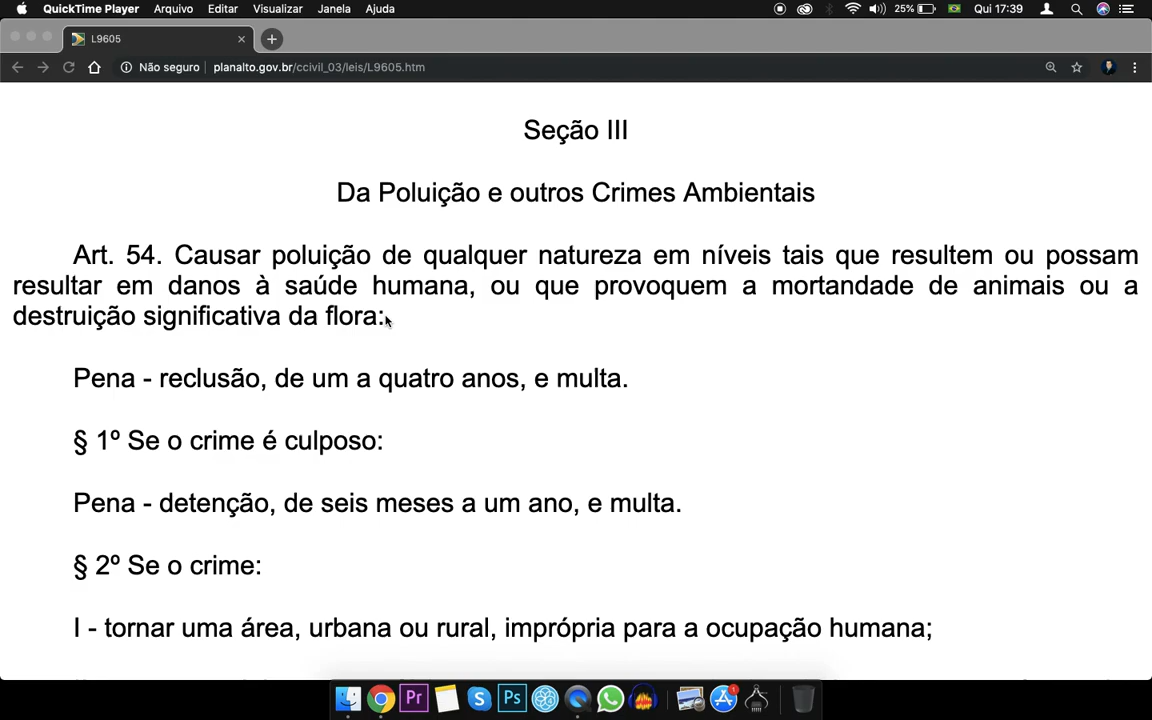 QuickTime Player Arquivo Editar Visualizar Janela Ajuda 25% Qui 17:39
L9605
Não seguro planalto.gov.br/ccivil_03/leis/L9605.htm
Seção III
Da Poluição e outros Crimes Ambientais
Art. 54. Causar poluição de qualquer natureza em níveis tais que resultem ou possam
resultar em danos à saúde humana, ou que provoquem a mortandade de animais ou a
destruição significativa da flora:
Pena - reclusão, de um a quatro anos, e multa.
§ 1º Se o crime é culposo:
Pena - detenção, de seis meses a um ano, e multa.
§ 2º Se o crime:
I - tornar uma área, urbana ou rural, imprópria para a ocupação humana;
Pr Ps 1